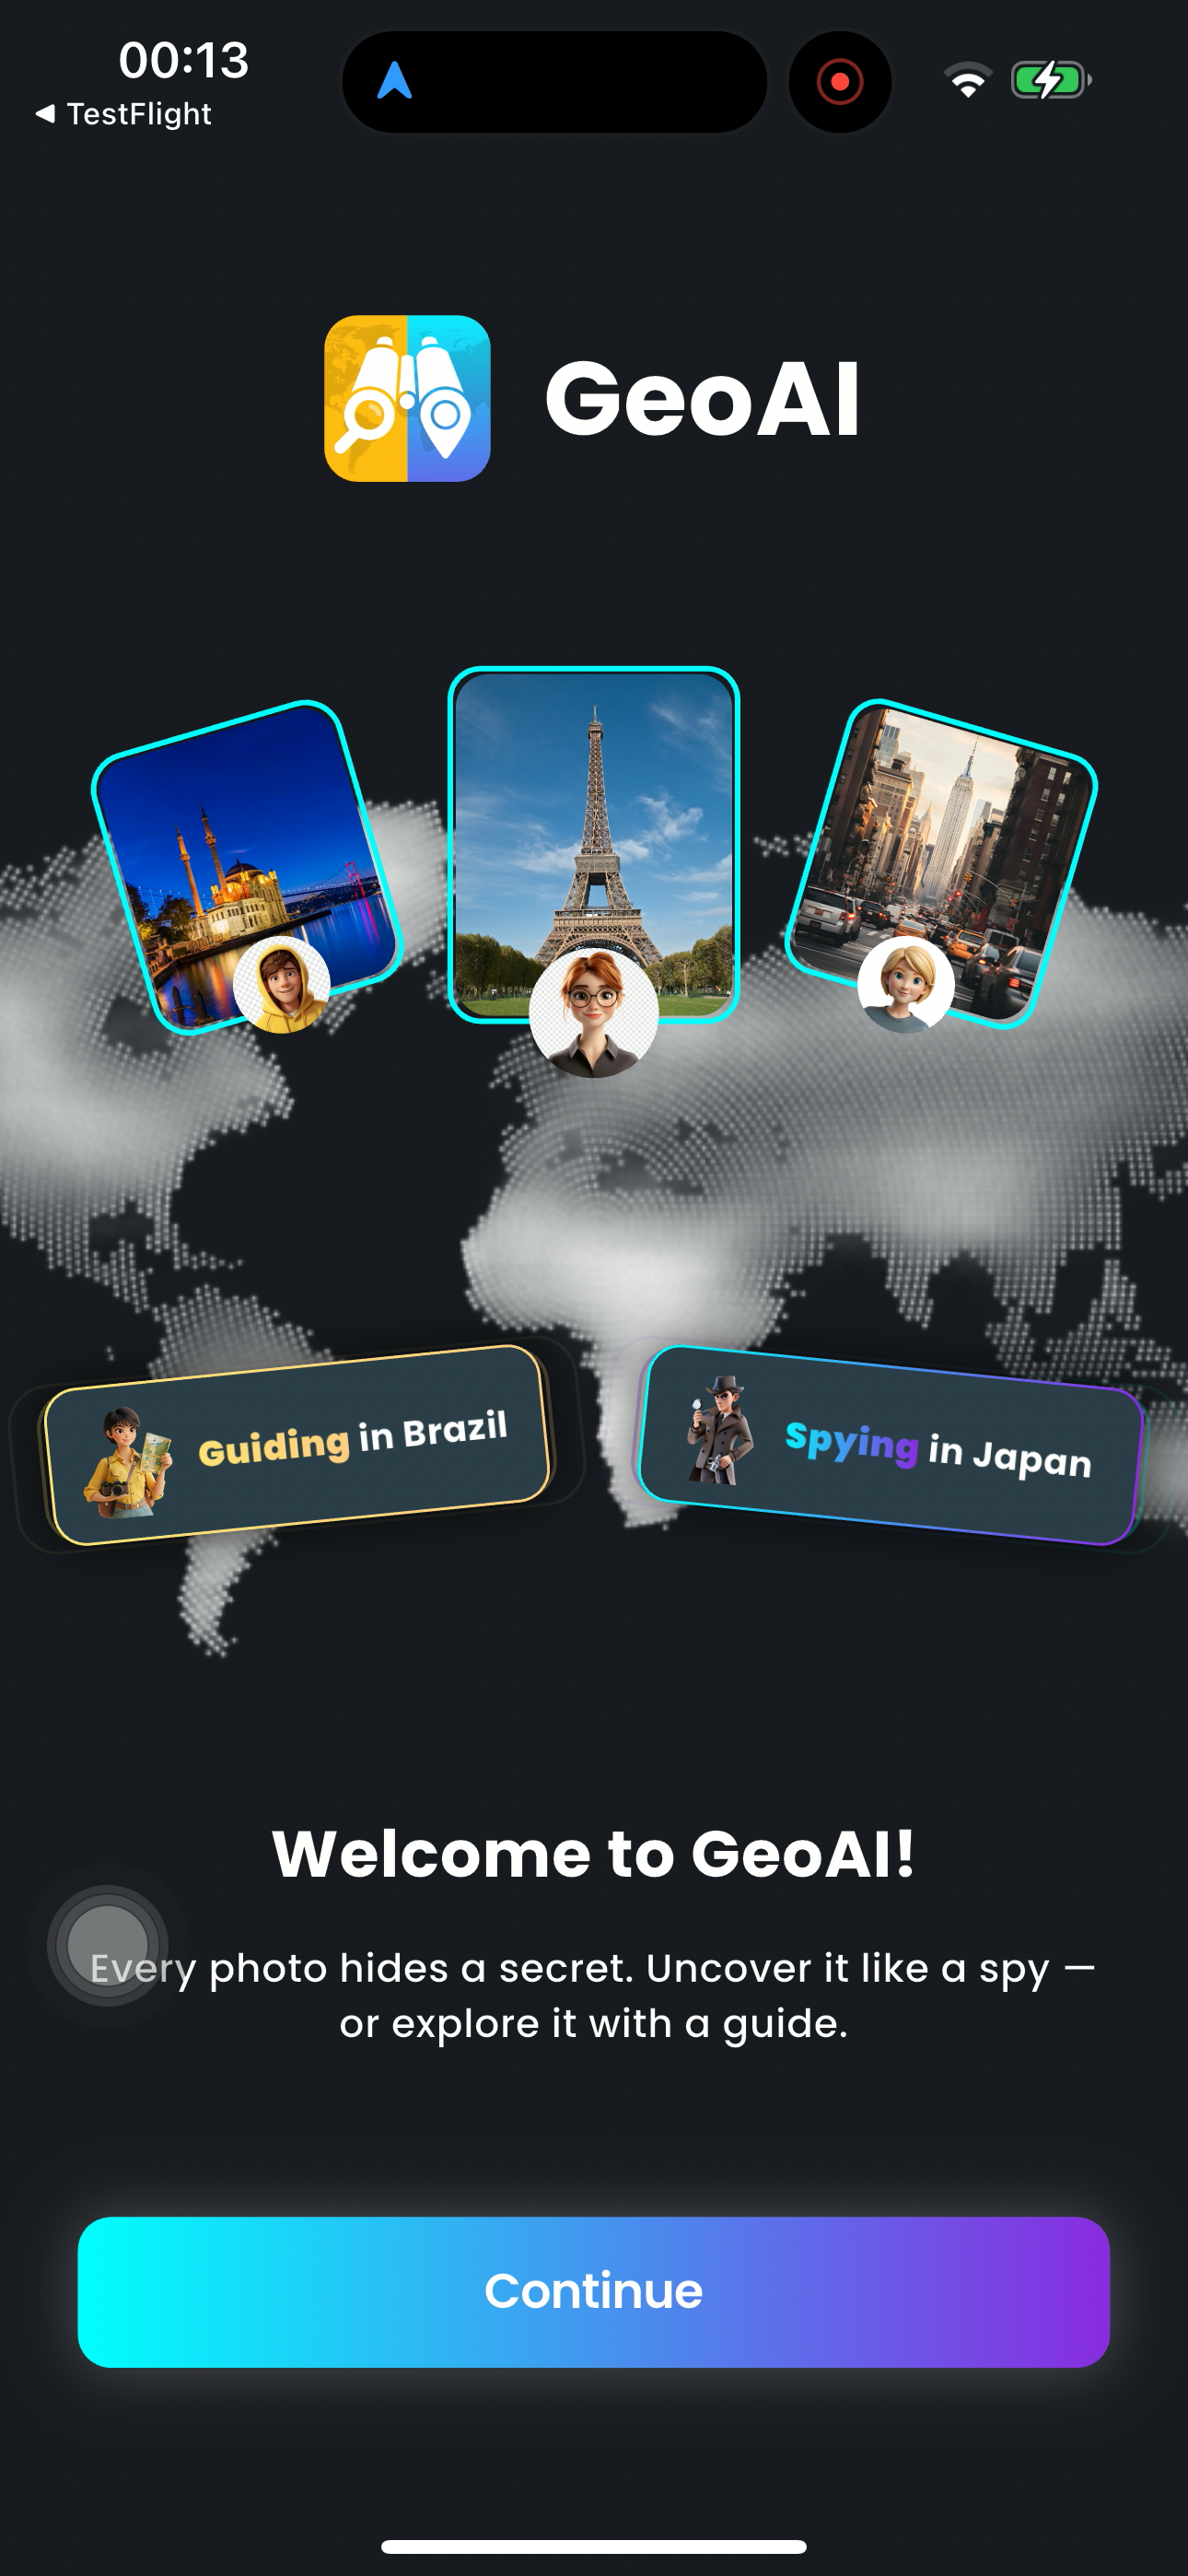 00:13
TestFlight
GeoAI
Guiding in Brazil
Spying in Japan
Welcome to GeoAI!
Every photo hides a secret. Uncover it like a spy —
or explore it with a guide.
Continue